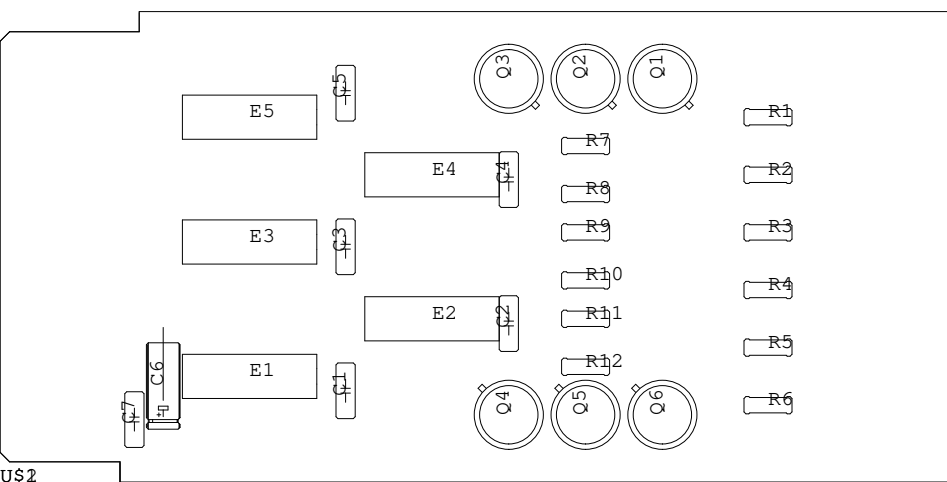 Q3 Q2 Q1
C5
E5 R1
R7
E4 C4 R2
R8
E3 C3 R9 R3
R10 R4
E2 C2 R11
R5
E1 C6 C1 R12
C7 Q4 Q5 Q6 R6